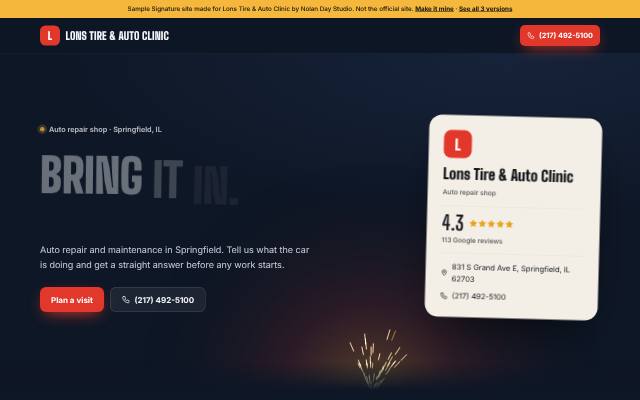 Sample Signature site made for Lons Tire & Auto Clinic by Nolan Day Studio. Not the official site. Make it mine · See all 3 versions
L LONS TIRE & AUTO CLINIC
(217) 492-5100
Auto repair shop · Springfield, IL
BRING IT IN.
Auto repair and maintenance in Springfield. Tell us what the car
is doing and get a straight answer before any work starts.
Plan a visit
(217) 492-5100
L
Lons Tire & Auto Clinic
Auto repair shop
4.3
113 Google reviews
831 S Grand Ave E, Springfield, IL
62703
(217) 492-5100